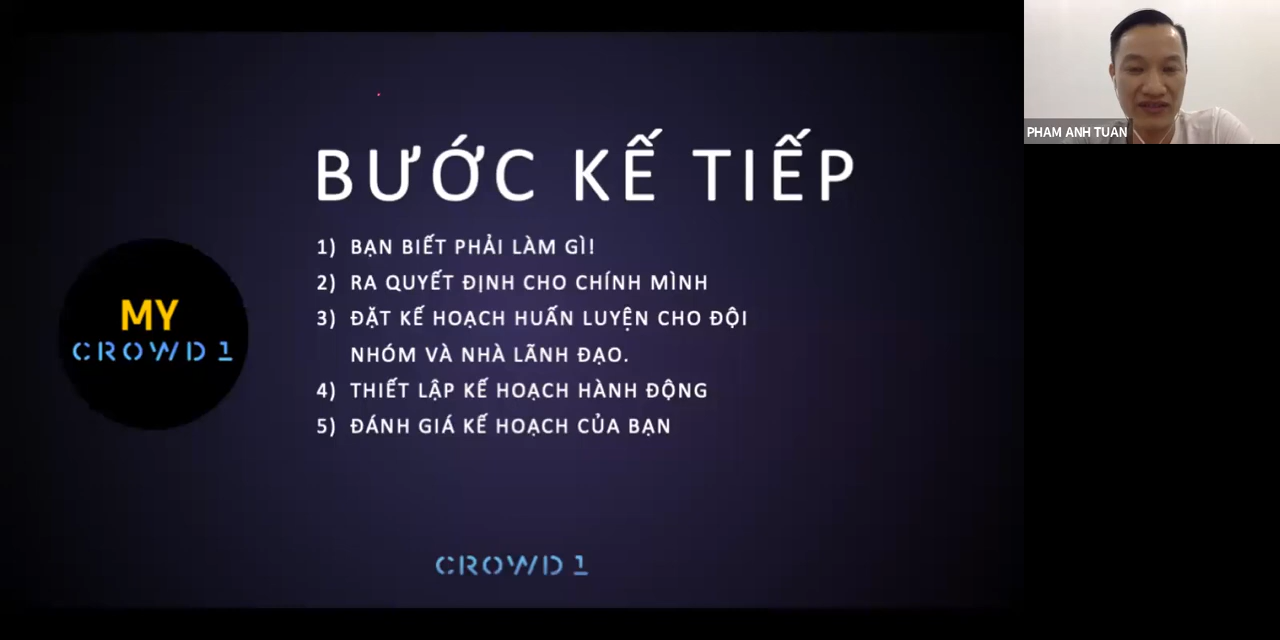 BƯỚC KẾ TIẾP
1) BẠN BIẾT PHẢI LÀM GÌ!
2) RA QUYẾT ĐỊNH CHO CHÍNH MÌNH
3) ĐẶT KẾ HOẠCH HUẤN LUYỆN CHO ĐỘI
NHÓM VÀ NHÀ LÃNH ĐẠO.
4) THIẾT LẬP KẾ HOẠCH HÀNH ĐỘNG
5) ĐÁNH GIÁ KẾ HOẠCH CỦA BẠN
MY
CROWD 1
CROWD 1
PHAM ANH TUAN